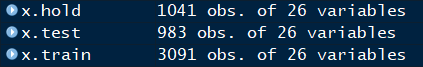 x.hold 1041 obs. of 26 variables
x.test 983 obs. of 26 variables
x.train 3091 obs. of 26 variables